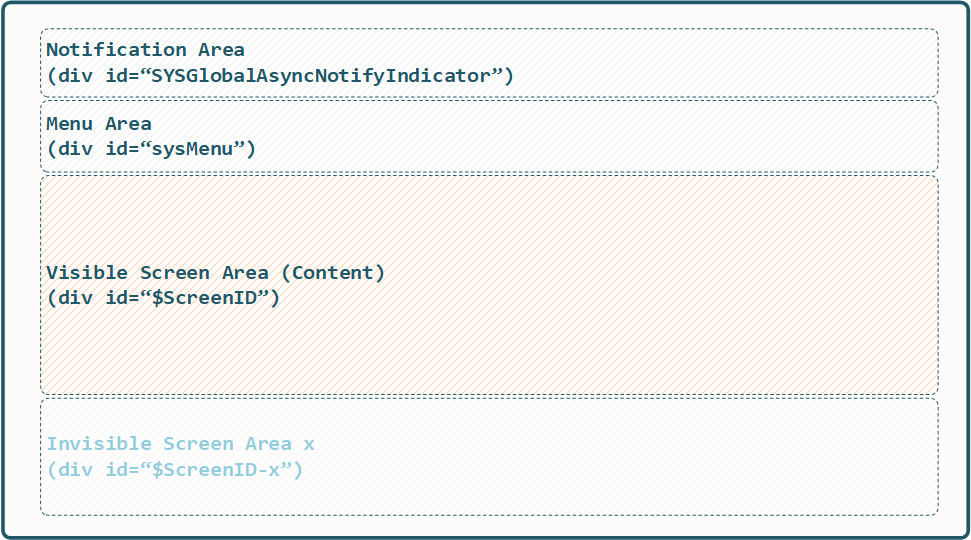 Notification Area
(div id=“SYSGlobalAsyncNotifyIndicator”)
Menu Area
(div id=“sysMenu”)
Visible Screen Area (Content)
(div id=“$ScreenID”)
Invisible Screen Area x
(div id=“$ScreenID-x”)